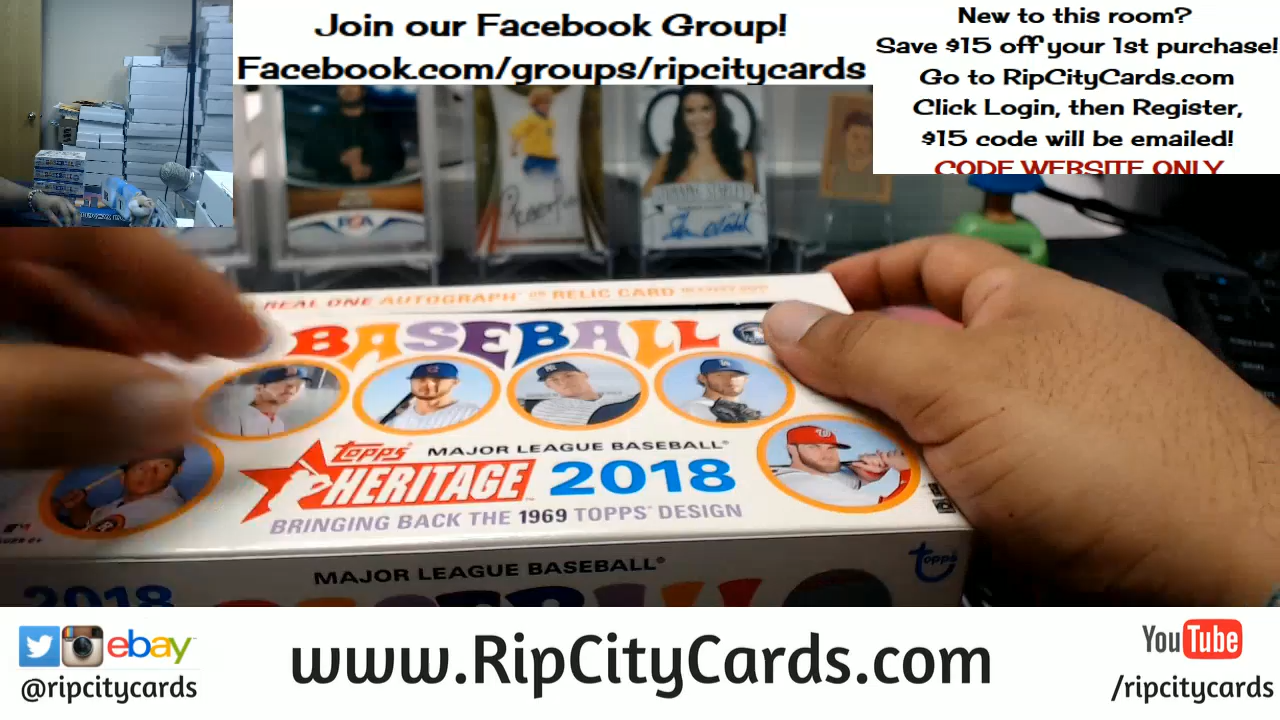 Join our Facebook Group!
Facebook.com/groups/ripcitycards
New to this room?
Save $15 off your 1st purchase!
Go to RipCityCards.com
Click Login, then Register,
$15 code will be emailed!
CODE WEBSITE ONLY
REAL ONE AUTOGRAPH OR RELIC CARD
BASEBALL
TOPPS MAJOR LEAGUE BASEBALL®
HERITAGE 2018
BRINGING BACK THE 1969 TOPPS® DESIGN
topps
MAJOR LEAGUE BASEBALL®
2018 BASEBALL
ebay
@ripcitycards
www.RipCityCards.com
YouTube
/ripcitycards